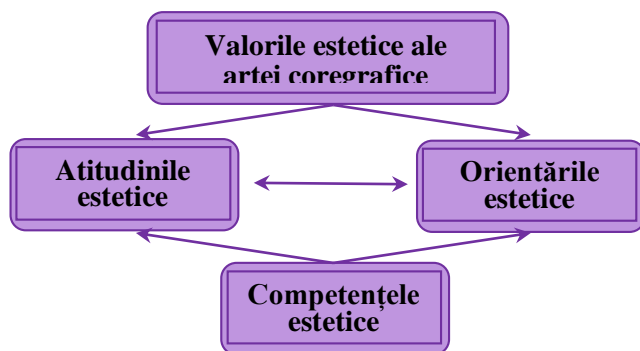 Valorile estetice ale
artei coregrafice
Atitudinile
estetice
Orientările
estetice
Competențele
estetice